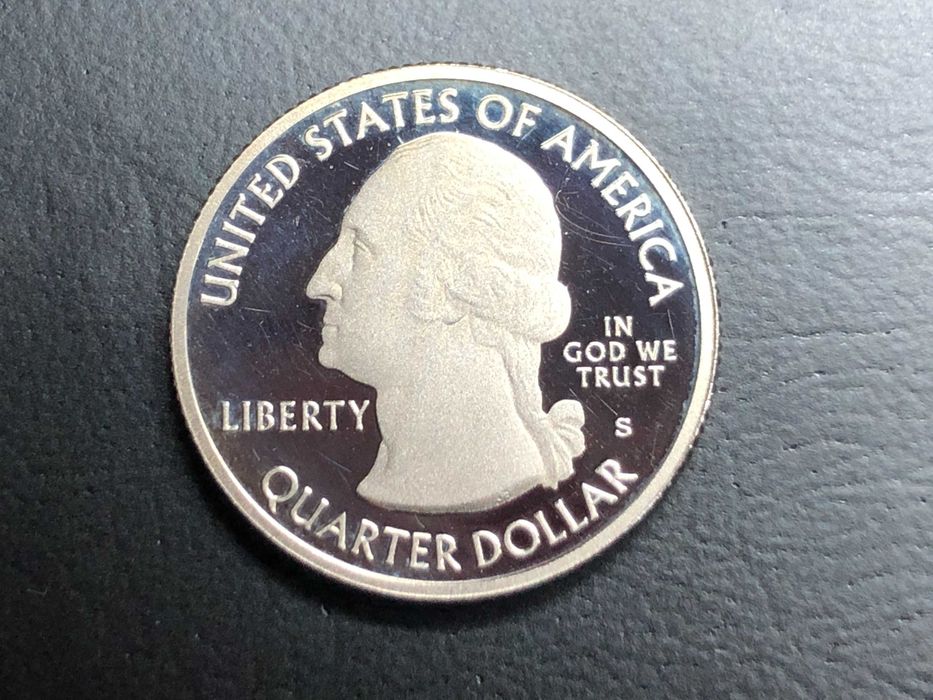 UNITED STATES OF AMERICA
IN
GOD WE
TRUST
LIBERTY
S
QUARTER DOLLAR